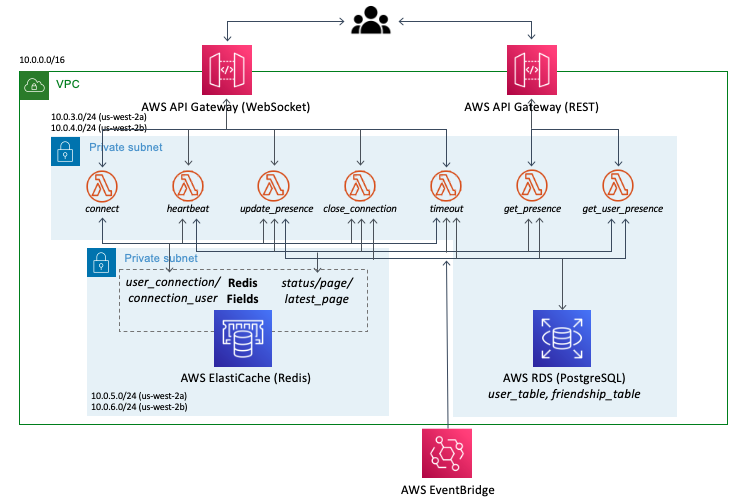 10.0.0.0/16
VPC
AWS API Gateway (WebSocket)
AWS API Gateway (REST)
10.0.3.0/24 (us-west-2a)
10.0.4.0/24 (us-west-2b)
Private subnet
connect
heartbeat
update_presence
close_connection
timeout
get_presence
get_user_presence
Private subnet
user_connection/
connection_user
Redis
Fields
status/page/
latest_page
AWS ElastiCache (Redis)
AWS RDS (PostgreSQL)
user_table, friendship_table
10.0.5.0/24 (us-west-2a)
10.0.6.0/24 (us-west-2b)
AWS EventBridge